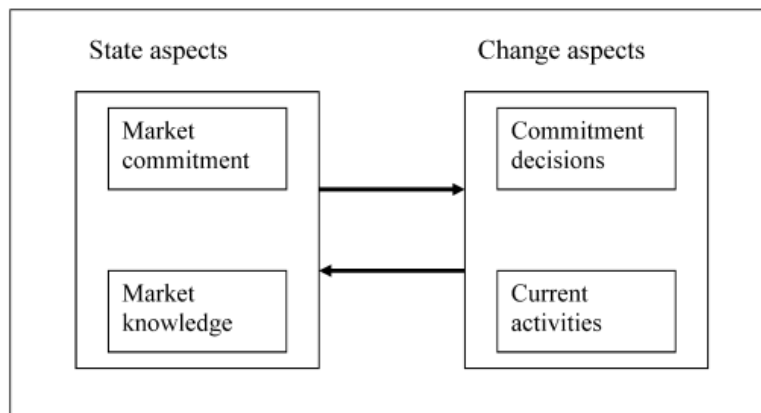 State aspects
Change aspects
Market
commitment
Commitment
decisions
Market
knowledge
Current
activities